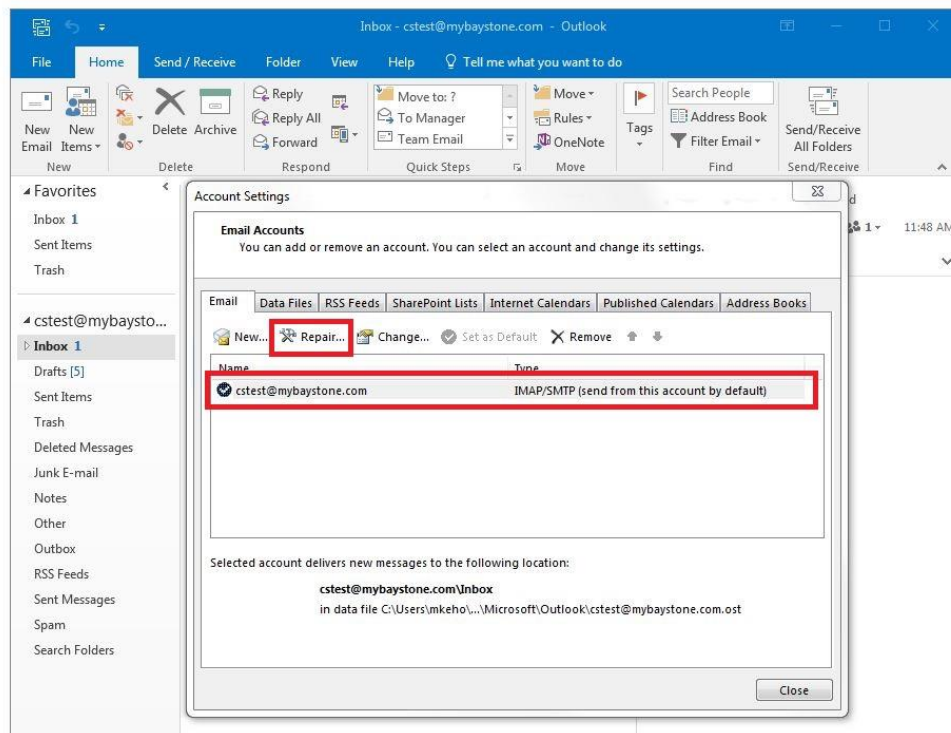 Inbox - cstest@mybaystone.com - Outlook
File Home Send / Receive Folder View Help Tell me what you want to do
New Email
New Items
Delete
Archive
Reply
Reply All
Forward
Move to: ?
To Manager
Team Email
Move
Rules
OneNote
Tags
Search People
Address Book
Filter Email
Send/Receive All Folders
New Delete Respond Quick Steps Move Find Send/Receive
Favorites
Inbox 1
Sent Items
Trash
cstest@mybaysto...
Inbox 1
Drafts [5]
Sent Items
Trash
Deleted Messages
Junk E-mail
Notes
Other
Outbox
RSS Feeds
Sent Messages
Spam
Search Folders
d
1
11:48 AM
Account Settings
Email Accounts
You can add or remove an account. You can select an account and change its settings.
Email Data Files RSS Feeds SharePoint Lists Internet Calendars Published Calendars Address Books
New... Repair... Change... Set as Default Remove
Name Type
cstest@mybaystone.com IMAP/SMTP (send from this account by default)
Selected account delivers new messages to the following location:
cstest@mybaystone.com\Inbox
in data file C:\Users\mkeho\...\Microsoft\Outlook\cstest@mybaystone.com.ost
Close